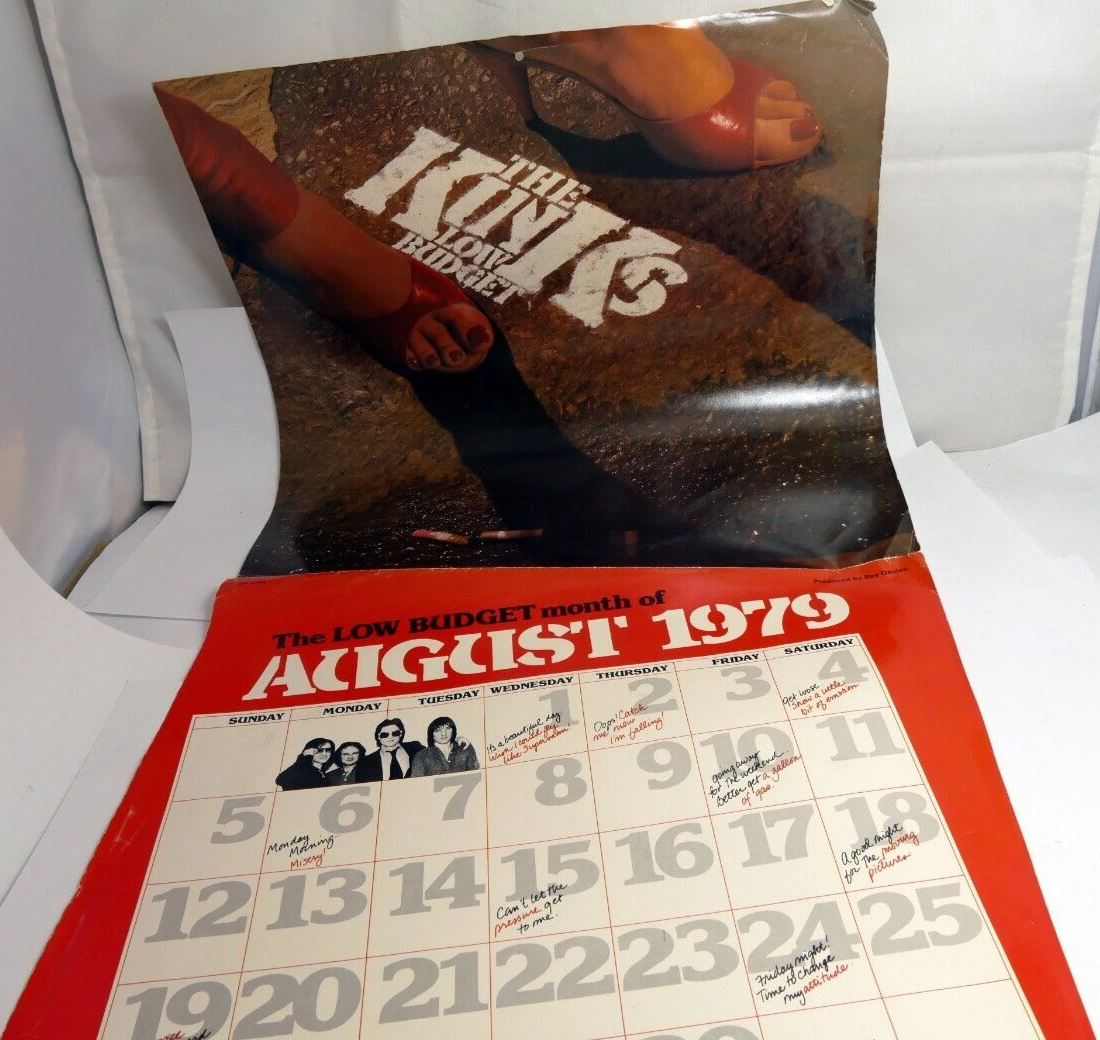 THE
KINKS
LOW
BUDGET
Produced by Ray Davies
The LOW BUDGET month of
AUGUST 1979
SUNDAY MONDAY TUESDAY WEDNESDAY THURSDAY FRIDAY SATURDAY
1 2 3 4
It's a beautiful day.
Wish I could fly
like Superman!
Oops! Catch
me now
I'm falling
Get loose...
Show a little
bit of emotion
5 6 7 8 9 10 11
Monday
Morning
Misery!
Going away
for the weekend...
Better get a gallon
of gas.
12 13 14 15 16 17 18
Can't let the
pressure get
to me.
A good night
for the moving
pictures
19 20 21 22 23 24 25
Friday night!
Time to change
my attitude.